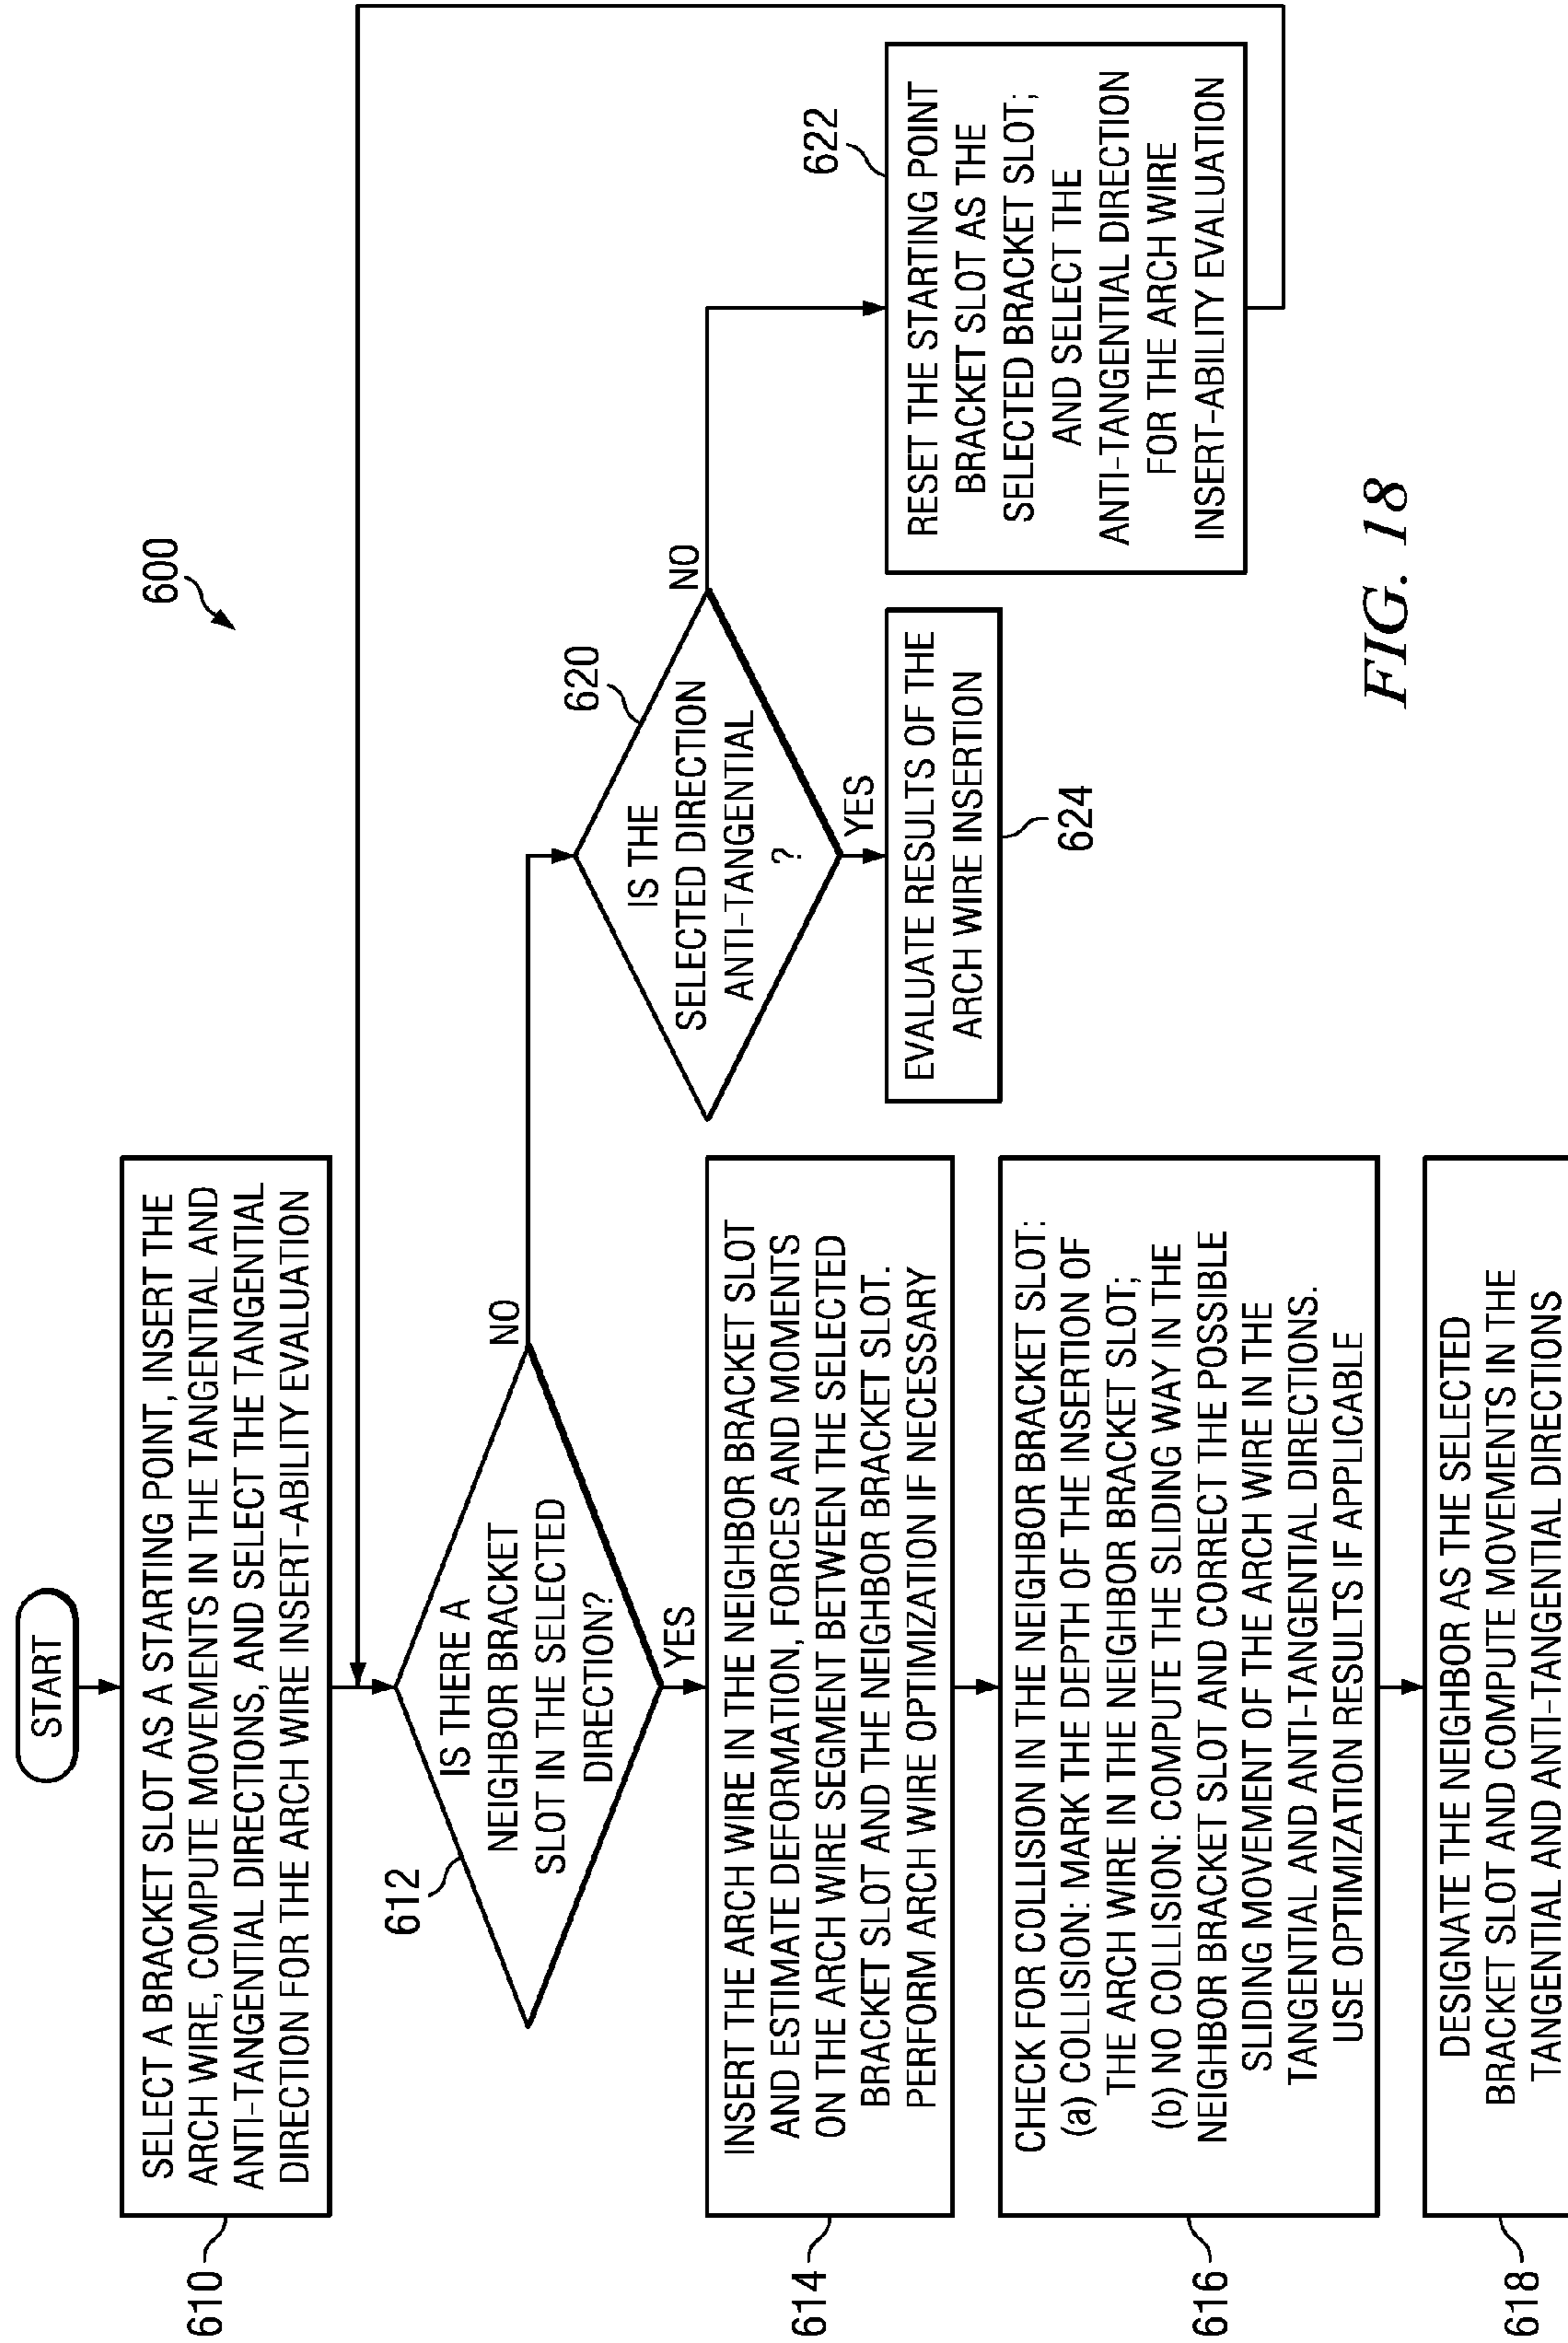 600
START
610
SELECT A BRACKET SLOT AS A STARTING POINT, INSERT THE
ARCH WIRE, COMPUTE MOVEMENTS IN THE TANGENTIAL AND
ANTI-TANGENTIAL DIRECTIONS, AND SELECT THE TANGENTIAL
DIRECTION FOR THE ARCH WIRE INSERT-ABILITY EVALUATION
612
IS THERE A
NEIGHBOR BRACKET
SLOT IN THE SELECTED
DIRECTION?
NO
YES
614
INSERT THE ARCH WIRE IN THE NEIGHBOR BRACKET SLOT
AND ESTIMATE DEFORMATION, FORCES AND MOMENTS
ON THE ARCH WIRE SEGMENT BETWEEN THE SELECTED
BRACKET SLOT AND THE NEIGHBOR BRACKET SLOT.
PERFORM ARCH WIRE OPTIMIZATION IF NECESSARY
616
CHECK FOR COLLISION IN THE NEIGHBOR BRACKET SLOT:
(a) COLLISION: MARK THE DEPTH OF THE INSERTION OF
THE ARCH WIRE IN THE NEIGHBOR BRACKET SLOT;
(b) NO COLLISION: COMPUTE THE SLIDING WAY IN THE
NEIGHBOR BRACKET SLOT AND CORRECT THE POSSIBLE
SLIDING MOVEMENT OF THE ARCH WIRE IN THE
TANGENTIAL AND ANTI-TANGENTIAL DIRECTIONS.
USE OPTIMIZATION RESULTS IF APPLICABLE
618
DESIGNATE THE NEIGHBOR AS THE SELECTED
BRACKET SLOT AND COMPUTE MOVEMENTS IN THE
TANGENTIAL AND ANTI-TANGENTIAL DIRECTIONS
620
IS THE
SELECTED DIRECTION
ANTI-TANGENTIAL
?
NO
YES
EVALUATE RESULTS OF THE
ARCH WIRE INSERTION
624
622
RESET THE STARTING POINT
BRACKET SLOT AS THE
SELECTED BRACKET SLOT;
AND SELECT THE
ANTI-TANGENTIAL DIRECTION
FOR THE ARCH WIRE
INSERT-ABILITY EVALUATION
FIG. 18